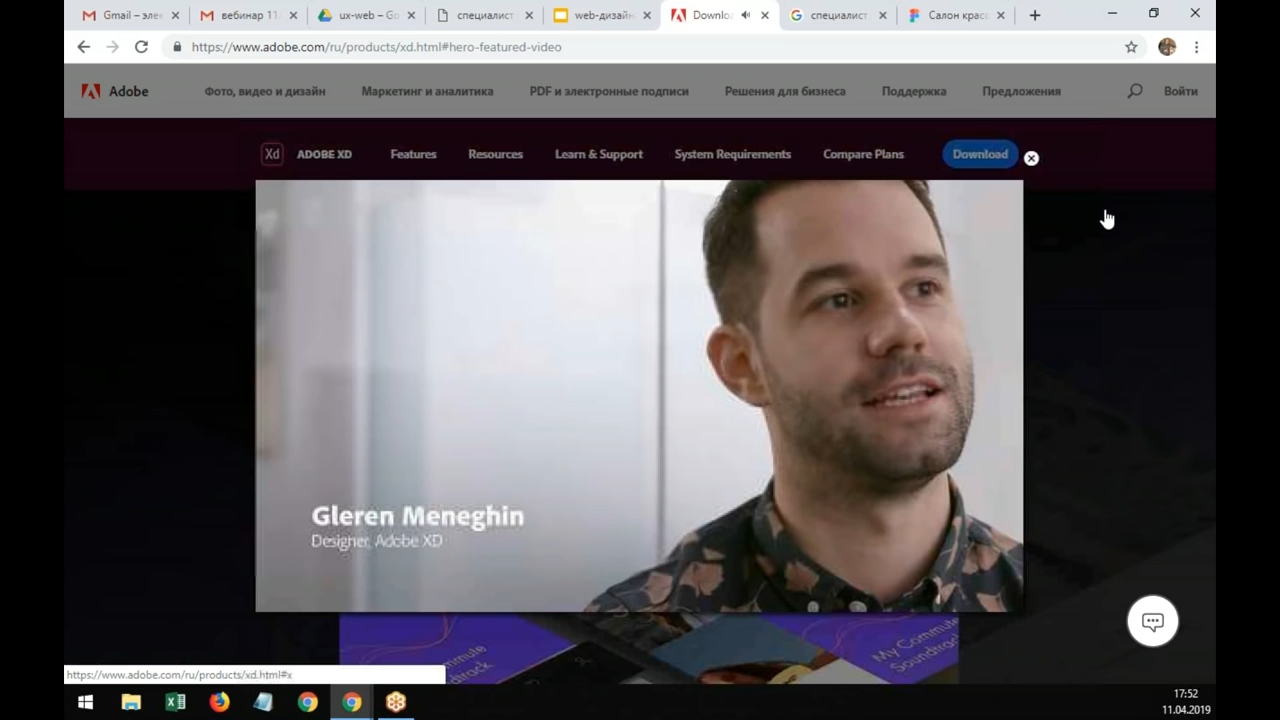 Gmail – эле
вебинар 11.
ux-web – Go
специалист
web-дизайн
Downlo
специалист
Салон крас
https://www.adobe.com/ru/products/xd.html#hero-featured-video
Adobe
Фото, видео и дизайн
Маркетинг и аналитика
PDF и электронные подписи
Решения для бизнеса
Поддержка
Предложения
Войти
Xd ADOBE XD
Features
Resources
Learn & Support
System Requirements
Compare Plans
Download
Gleren Meneghin
Designer, Adobe XD
My Commute
Soundtrack
https://www.adobe.com/ru/products/xd.html#x
17:52
11.04.2019